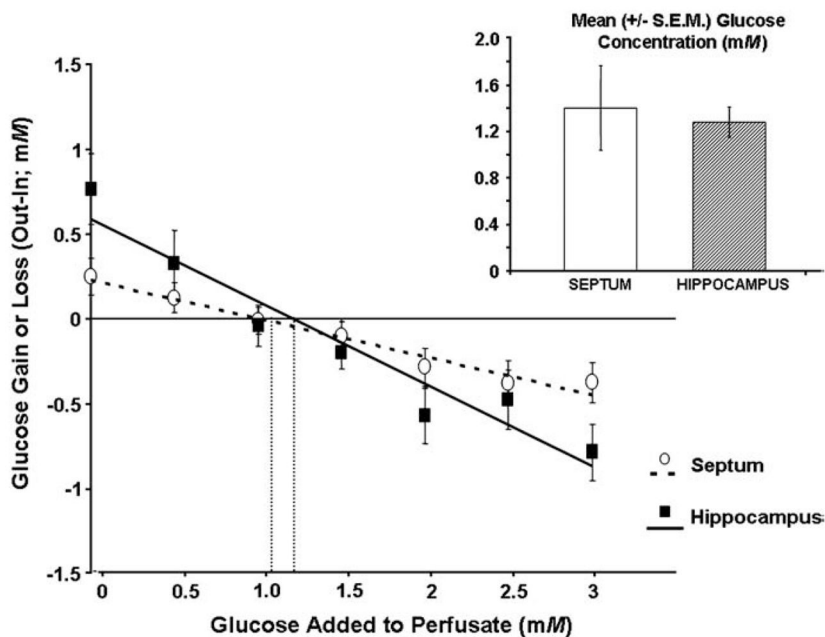 Mean (+/- S.E.M.) Glucose
Concentration (mM)
2.0
1.6
1.2
0.8
0.4
0
SEPTUM HIPPOCAMPUS
Glucose Gain or Loss (Out-In; mM)
1.5
1
0.5
0
-0.5
-1
-1.5
Septum
Hippocampus
0 0.5 1.0 1.5 2 2.5 3
Glucose Added to Perfusate (mM)